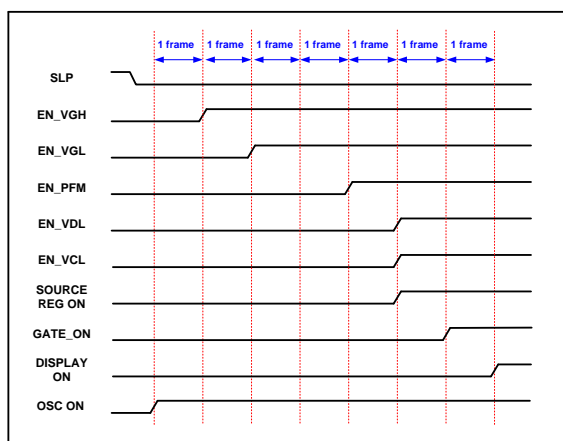 1 frame 1 frame 1 frame 1 frame 1 frame 1 frame 1 frame
SLP
EN_VGH
EN_VGL
EN_PFM
EN_VDL
EN_VCL
SOURCE
REG ON
GATE_ON
DISPLAY
ON
OSC ON